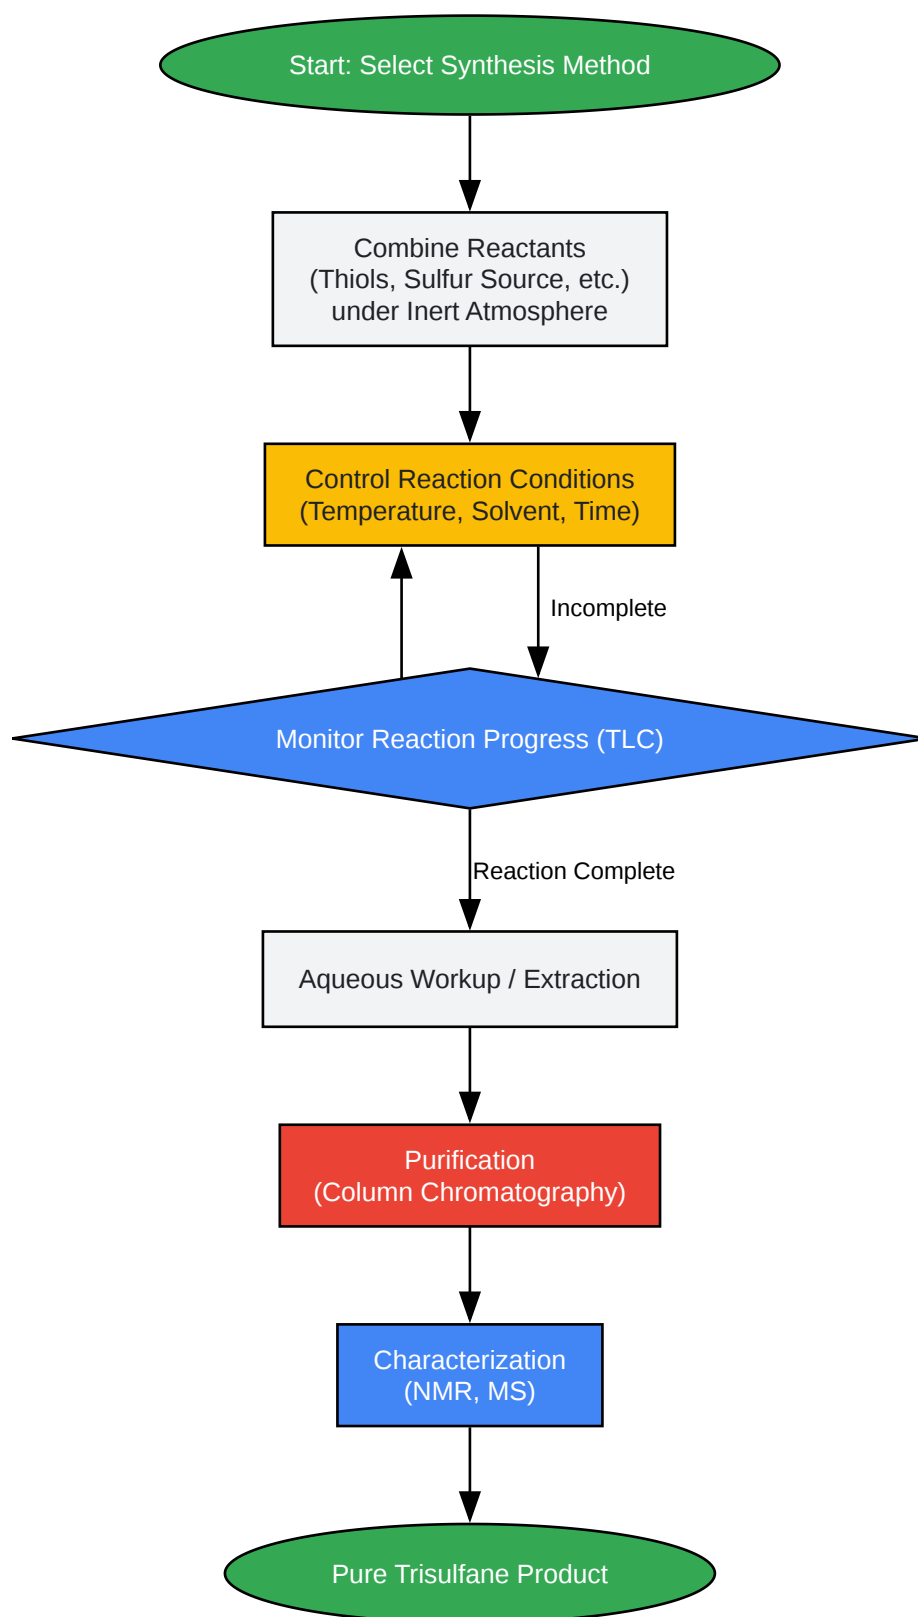 Start: Select Synthesis Method
Combine Reactants
(Thiols, Sulfur Source, etc.)
under Inert Atmosphere
Control Reaction Conditions
(Temperature, Solvent, Time)
Incomplete
Monitor Reaction Progress (TLC)
Reaction Complete
Aqueous Workup / Extraction
Purification
(Column Chromatography)
Characterization
(NMR, MS)
Pure Trisulfane Product